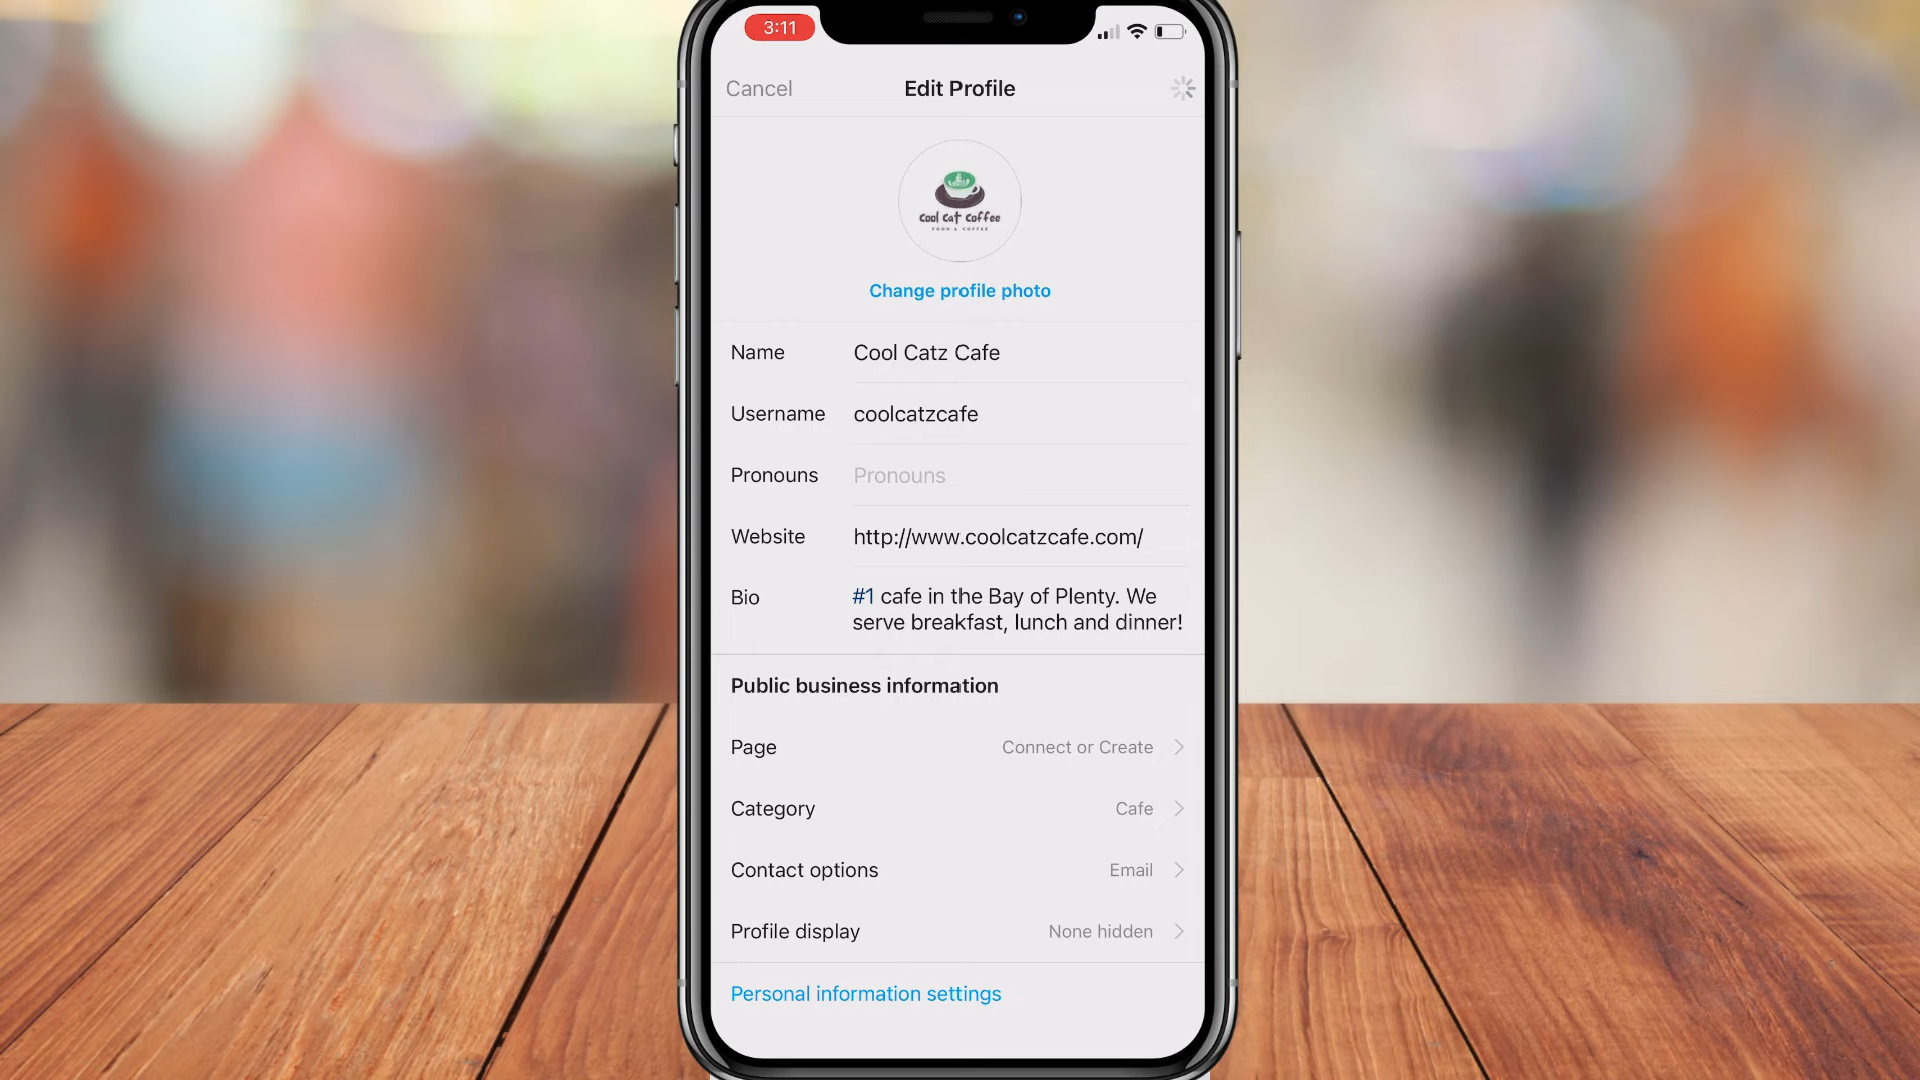 3:11
Cancel
Edit Profile
Cool Cat Coffee
FOOD & COFFEE
Change profile photo
Name
Cool Catz Cafe
Username
coolcatzcafe
Pronouns
Pronouns
Website
http://www.coolcatzcafe.com/
Bio
#1 cafe in the Bay of Plenty. We
serve breakfast, lunch and dinner!
Public business information
Page
Connect or Create
Category
Cafe
Contact options
Email
Profile display
None hidden
Personal information settings